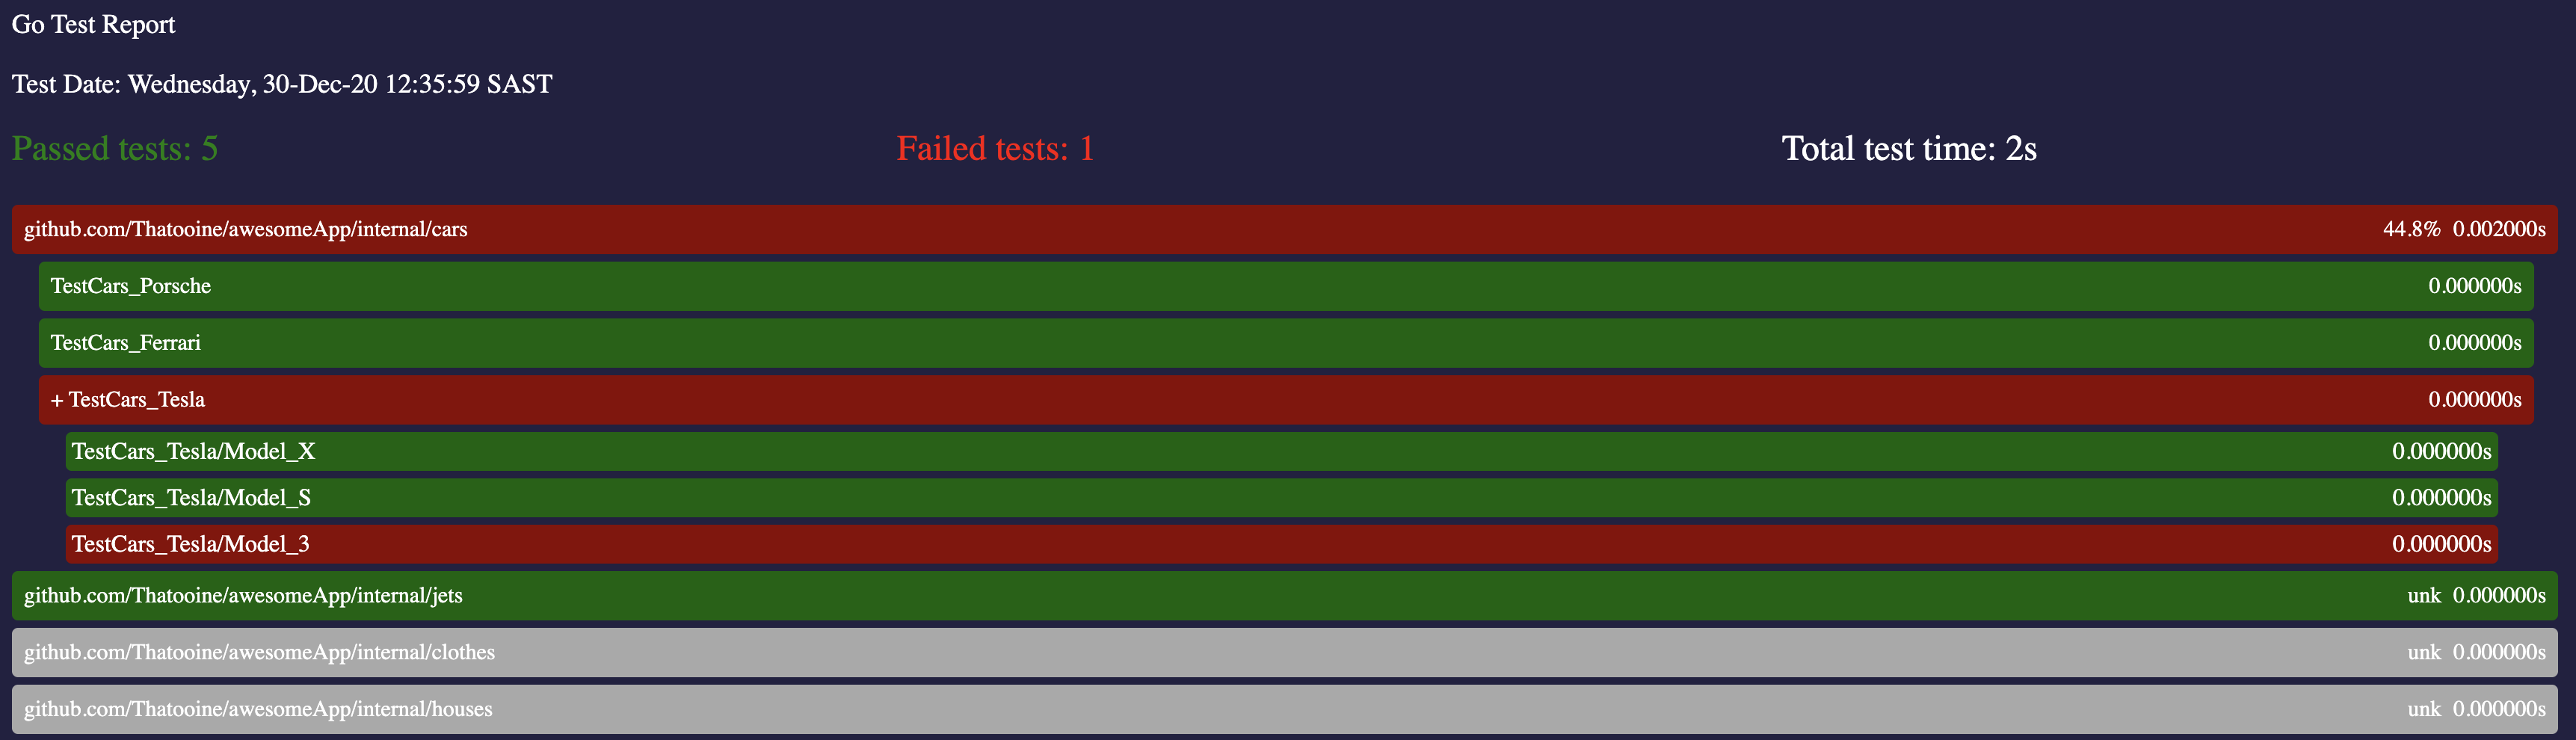 Go Test Report
Test Date: Wednesday, 30-Dec-20 12:35:59 SAST
Passed tests: 5 Failed tests: 1 Total test time: 2s
github.com/Thatooine/awesomeApp/internal/cars 44.8% 0.002000s
TestCars_Porsche 0.000000s
TestCars_Ferrari 0.000000s
+ TestCars_Tesla 0.000000s
TestCars_Tesla/Model_X 0.000000s
TestCars_Tesla/Model_S 0.000000s
TestCars_Tesla/Model_3 0.000000s
github.com/Thatooine/awesomeApp/internal/jets unk 0.000000s
github.com/Thatooine/awesomeApp/internal/clothes unk 0.000000s
github.com/Thatooine/awesomeApp/internal/houses unk 0.000000s